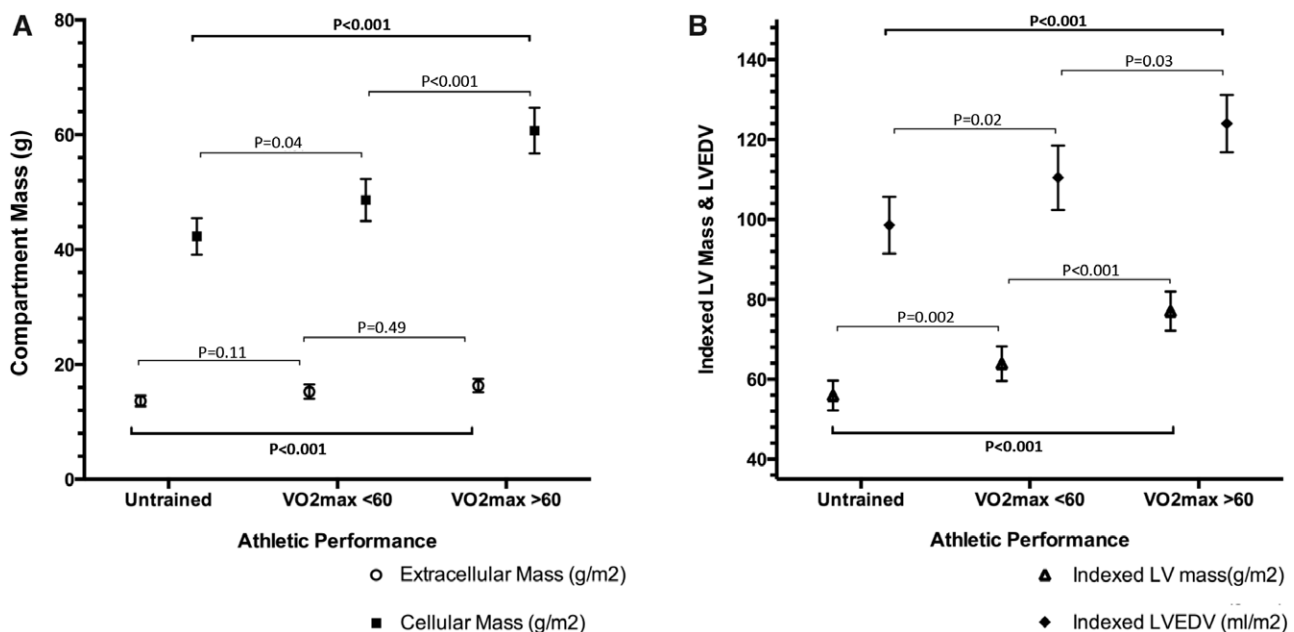 A
Compartment Mass (g)
80
60
40
20
0
P<0.001
P<0.001
P=0.04
P=0.49
P=0.11
P<0.001
Untrained
VO2max <60
VO2max >60
Athletic Performance
Extracellular Mass (g/m2)
Cellular Mass (g/m2)
B
Indexed LV Mass & LVEDV
140
120
100
80
60
40
P<0.001
P=0.03
P=0.02
P<0.001
P=0.002
P<0.001
Untrained
VO2max <60
VO2max >60
Athletic Performance
Indexed LV mass(g/m2)
Indexed LVEDV (ml/m2)